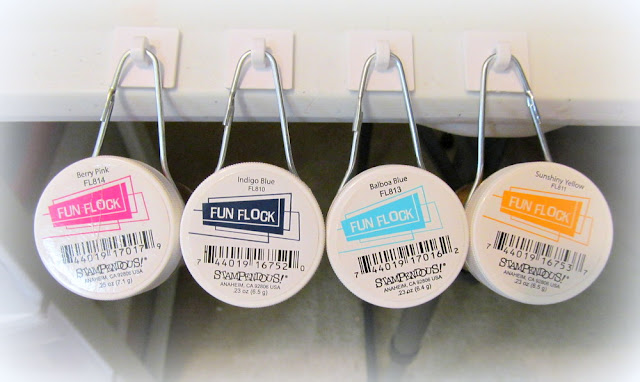 Berry Pink
FL814
FUN FLOCK
7 44019 17017 9
STAMPENDOUS!
ANAHEIM, CA 92806 USA
.25 oz (7.1 g)
Indigo Blue
FL810
FUN FLOCK
7 44019 16752 0
STAMPENDOUS!
ANAHEIM, CA 92806 USA
.23 oz (6.5 g)
Balboa Blue
FL813
FUN FLOCK
7 44019 17016 2
STAMPENDOUS!
ANAHEIM, CA 92806 USA
.23 oz (6.4 g)
Sunshiny Yellow
FL811
FUN FLOCK
7 44019 16753 7
STAMPENDOUS!
ANAHEIM, CA 92806 USA
.23 oz (6.5 g)